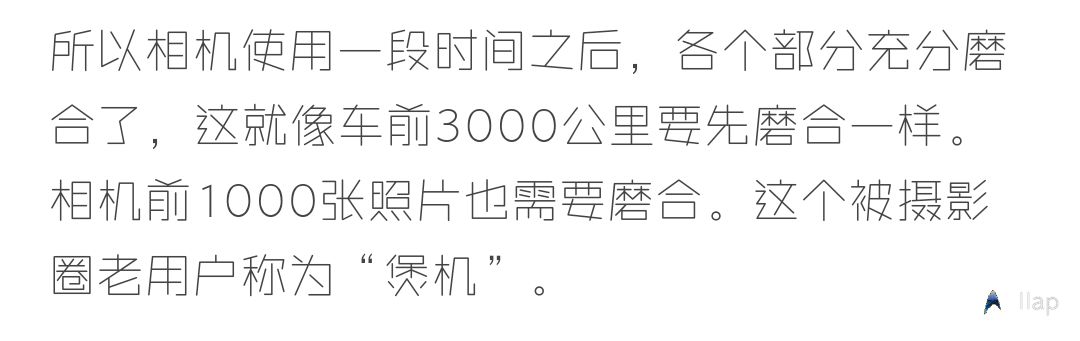 所以相机使用一段时间之后，各个部分充分磨
合了，这就像车前3000公里要先磨合一样。
相机前1000张照片也需要磨合。这个被摄影
圈老用户称为“煲机”。
llap